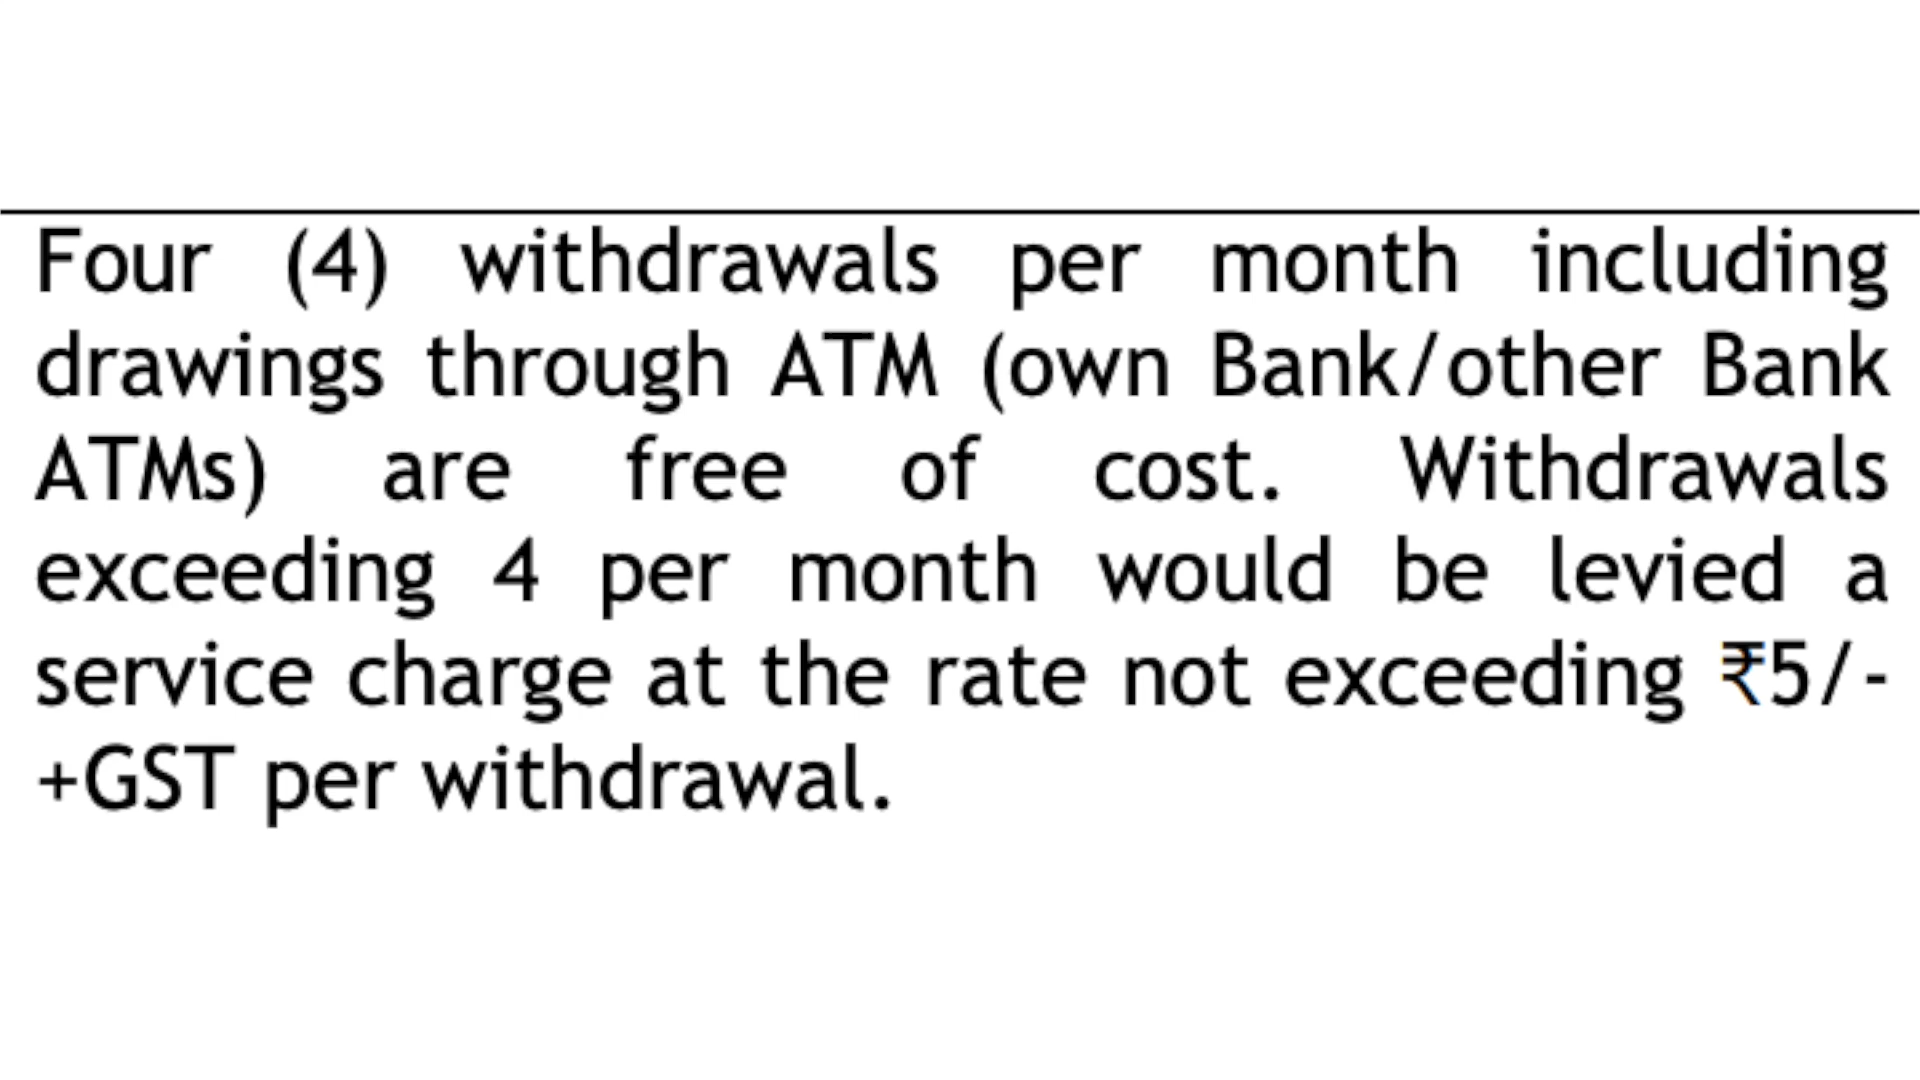 Four (4) withdrawals per month including
drawings through ATM (own Bank/other Bank
ATMs) are free of cost. Withdrawals
exceeding 4 per month would be levied a
service charge at the rate not exceeding ₹5/-
+GST per withdrawal.